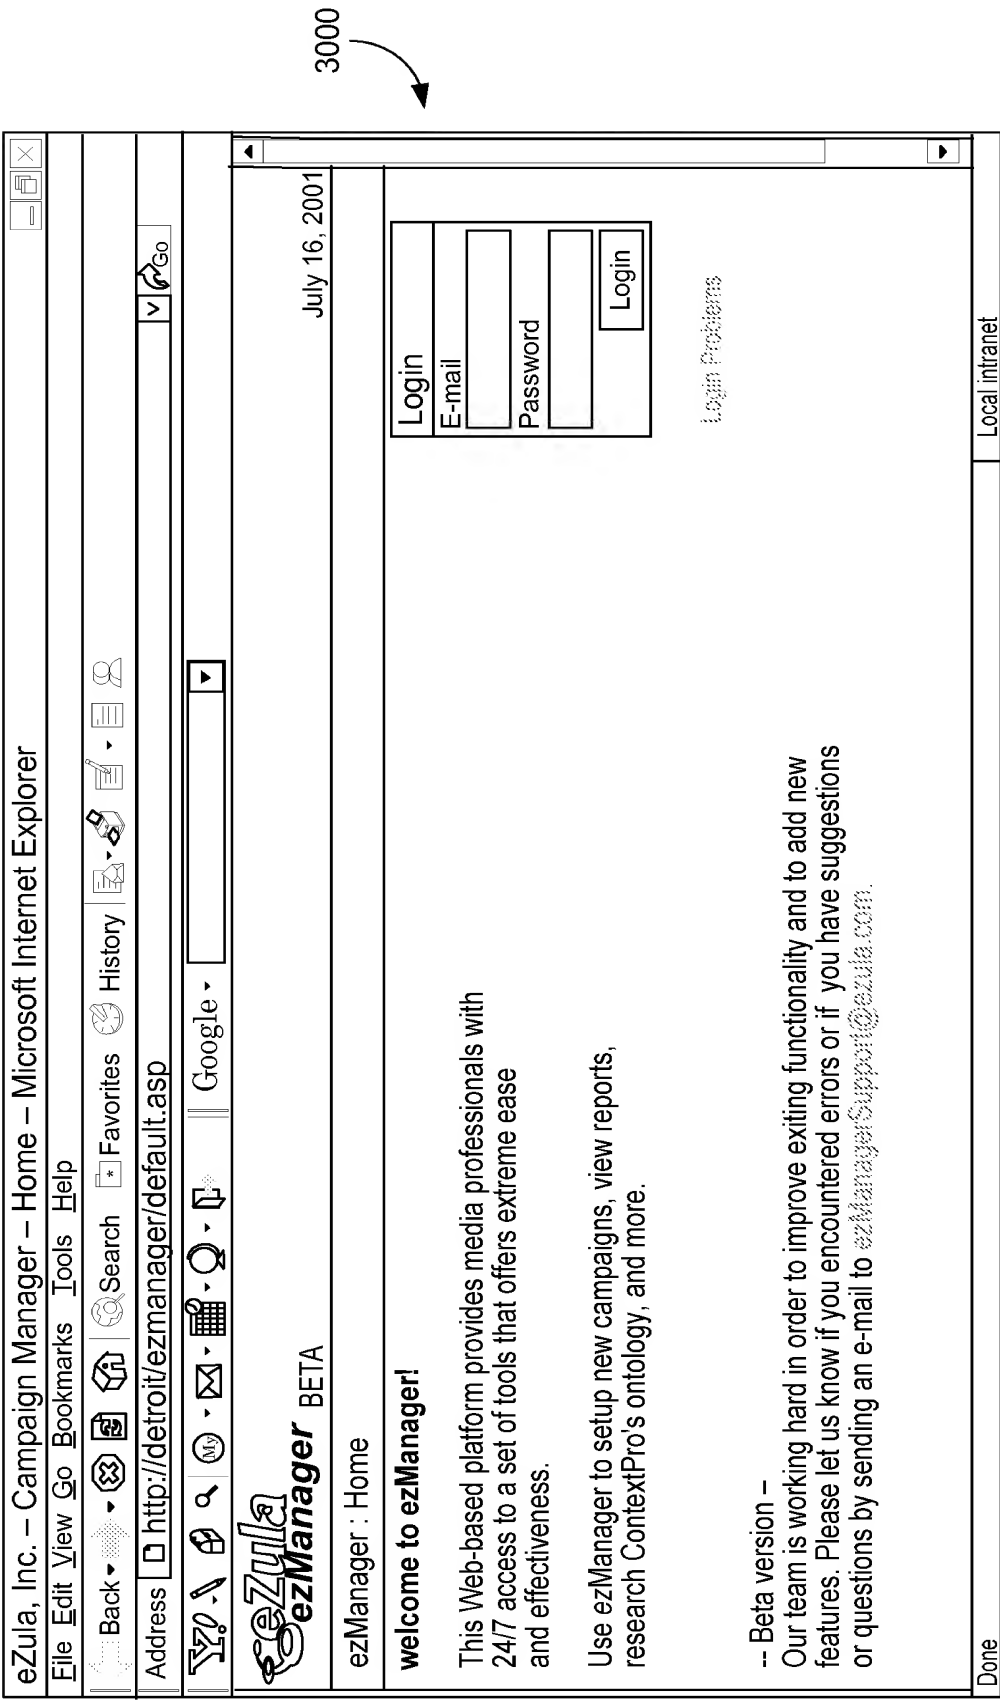 3000
eZula, Inc. – Campaign Manager – Home – Microsoft Internet Explorer
File Edit View Go Bookmarks Tools Help
Back Search Favorites History
Address http://detroit/ezmanager/default.asp Go
Y! My Google
eZula
ezManager BETA
July 16, 2001
ezManager : Home
welcome to ezManager!
This Web-based platform provides media professionals with
24/7 access to a set of tools that offers extreme ease
and effectiveness.
Use ezManager to setup new campaigns, view reports,
research ContextPro's ontology, and more.
Login
E-mail
Password
Login
Login Problems
-- Beta version –
Our team is working hard in order to improve exiting functionality and to add new
features. Please let us know if you encountered errors or if you have suggestions
or questions by sending an e-mail to ezManagerSupport@ezula.com.
Done Local intranet